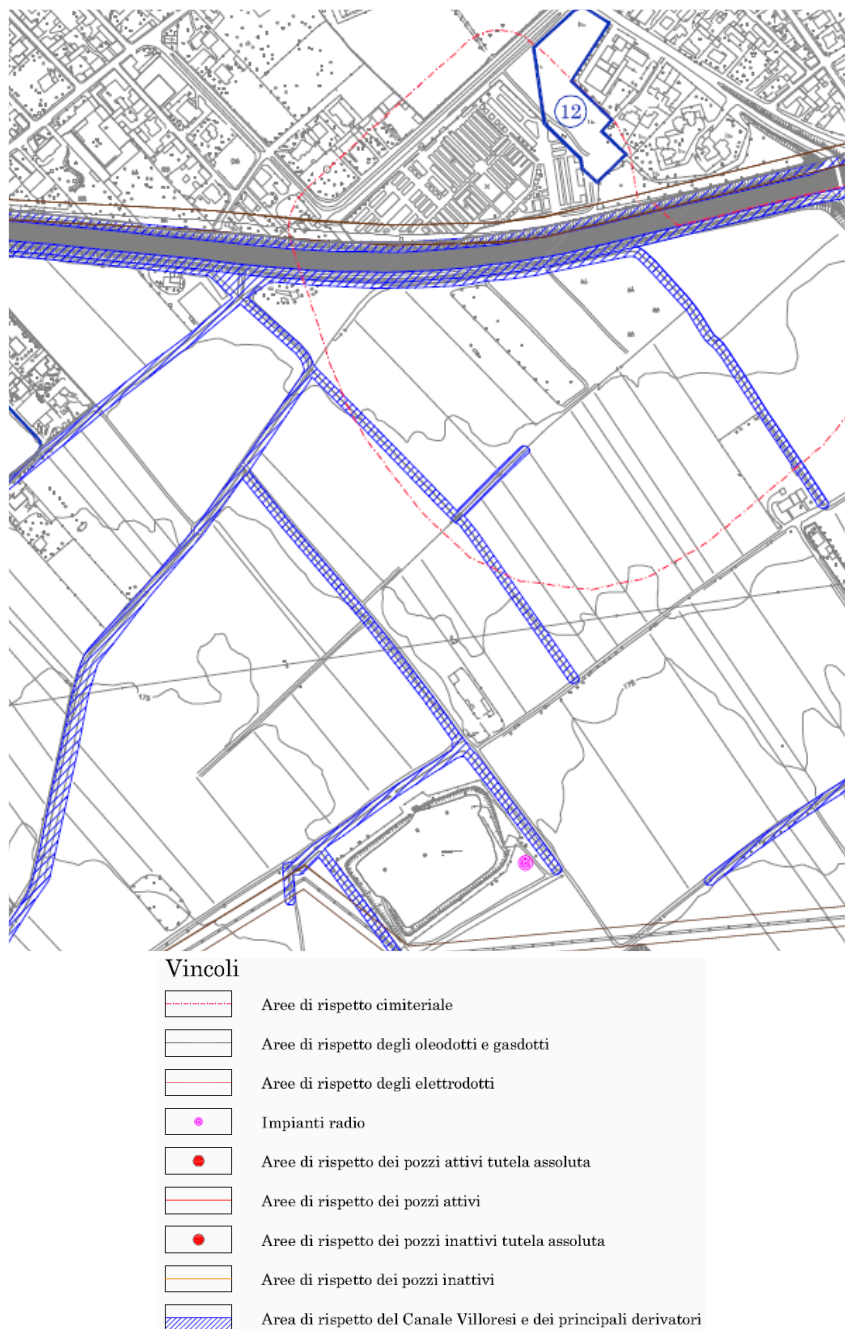 12
178
178
Vincoli
Aree di rispetto cimiteriale
Aree di rispetto degli oleodotti e gasdotti
Aree di rispetto degli elettrodotti
Impianti radio
Aree di rispetto dei pozzi attivi tutela assoluta
Aree di rispetto dei pozzi attivi
Aree di rispetto dei pozzi inattivi tutela assoluta
Aree di rispetto dei pozzi inattivi
Area di rispetto del Canale Villoresi e dei principali derivatori